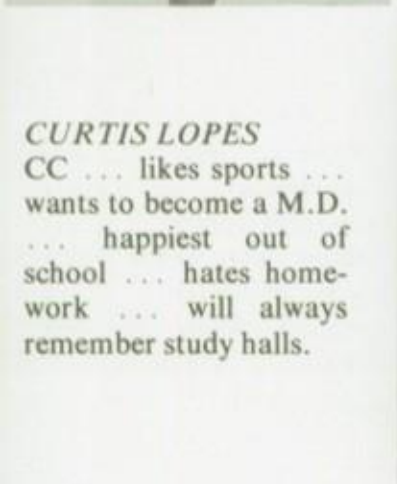 CURTIS LOPES
CC ... likes sports ...
wants to become a M.D.
... happiest out of
school ... hates home-
work ... will always
remember study halls.